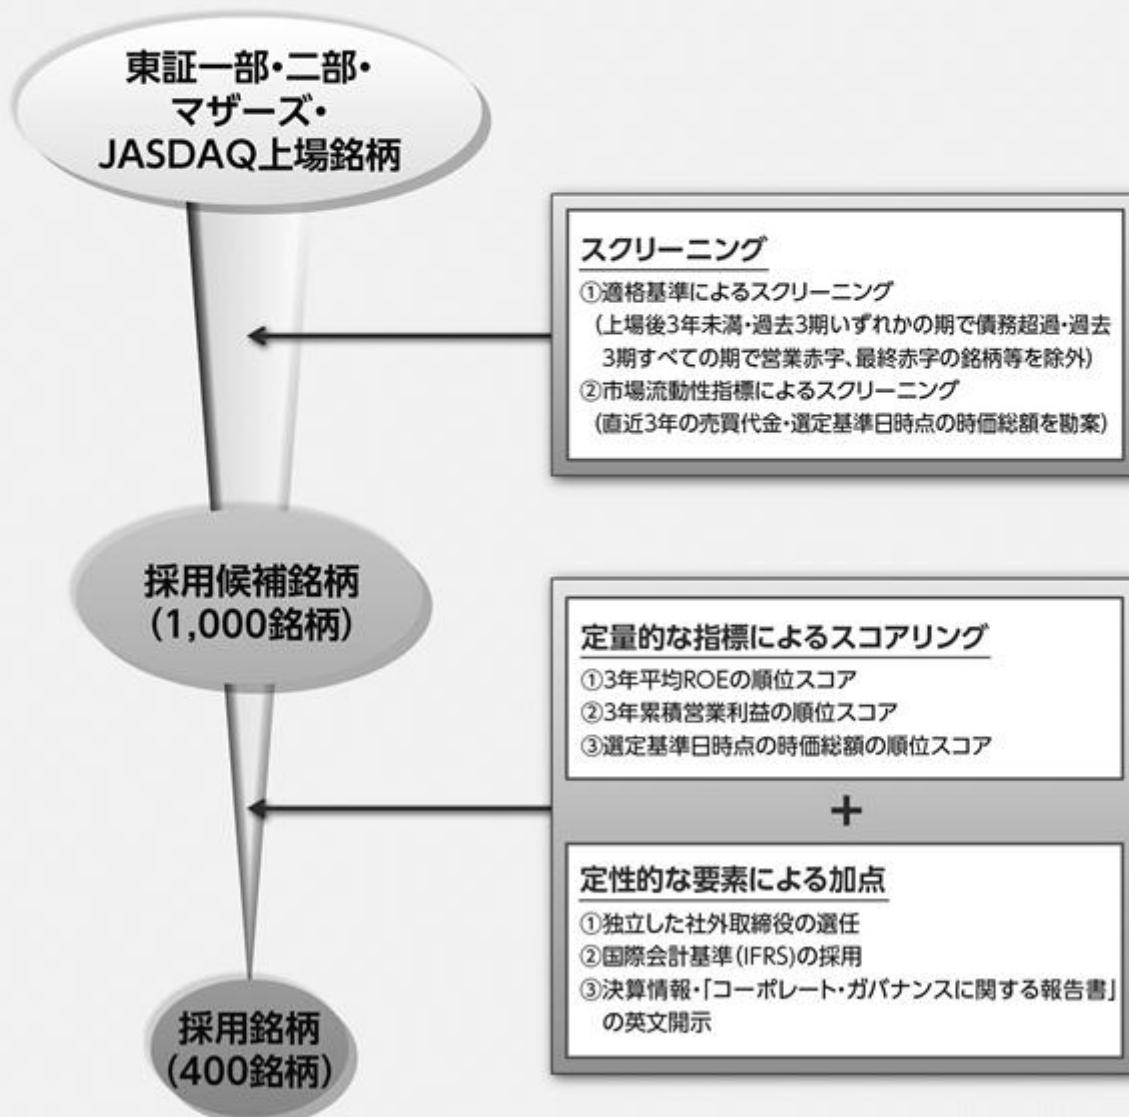 東証一部・二部・
マザーズ・
JASDAQ上場銘柄
スクリーニング
①適格基準によるスクリーニング
(上場後3年未満・過去3期いずれかの期で債務超過・過去
3期すべての期で営業赤字、最終赤字の銘柄等を除外)
②市場流動性指標によるスクリーニング
(直近3年の売買代金・選定基準日時点の時価総額を勘案)
採用候補銘柄
(1,000銘柄)
定量的な指標によるスコアリング
①3年平均ROEの順位スコア
②3年累積営業利益の順位スコア
③選定基準日時点の時価総額の順位スコア
+
定性的な要素による加点
①独立した社外取締役の選任
②国際会計基準(IFRS)の採用
③決算情報・「コーポレート・ガバナンスに関する報告書」
の英文開示
採用銘柄
(400銘柄)